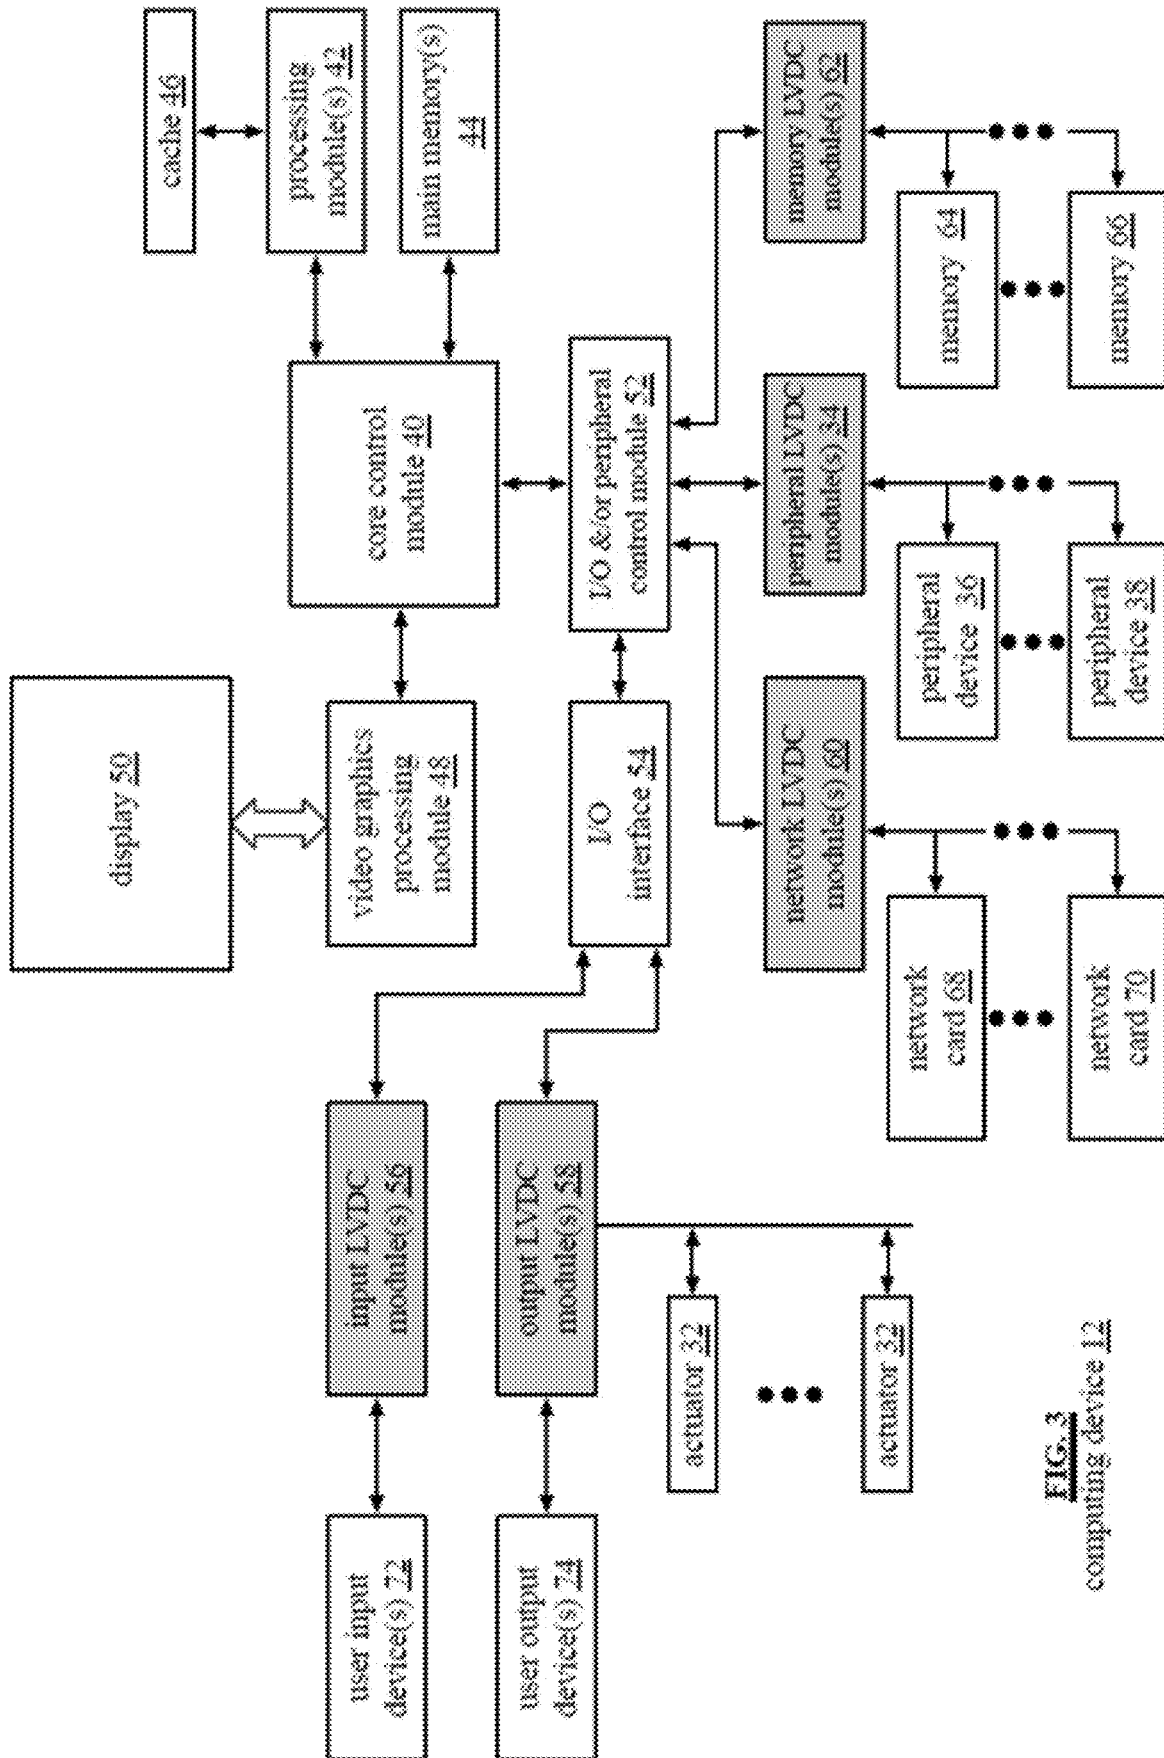 display 50
cache 46
video graphics
processing
module 48
core control
module 40
processing
module(s) 42
main memory(s)
44
user input
device(s) 72
input LVDC
module(s) 56
user output
device(s) 74
output LVDC
module(s) 58
I/O
interface 54
I/O &/or peripheral
control module 52
actuator 32
actuator 32
network LVDC
module(s) 60
peripheral LVDC
module(s) 34
memory LVDC
module(s) 62
network
card 68
peripheral
device 36
memory 64
network
card 70
peripheral
device 38
memory 66
FIG. 3
computing device 12